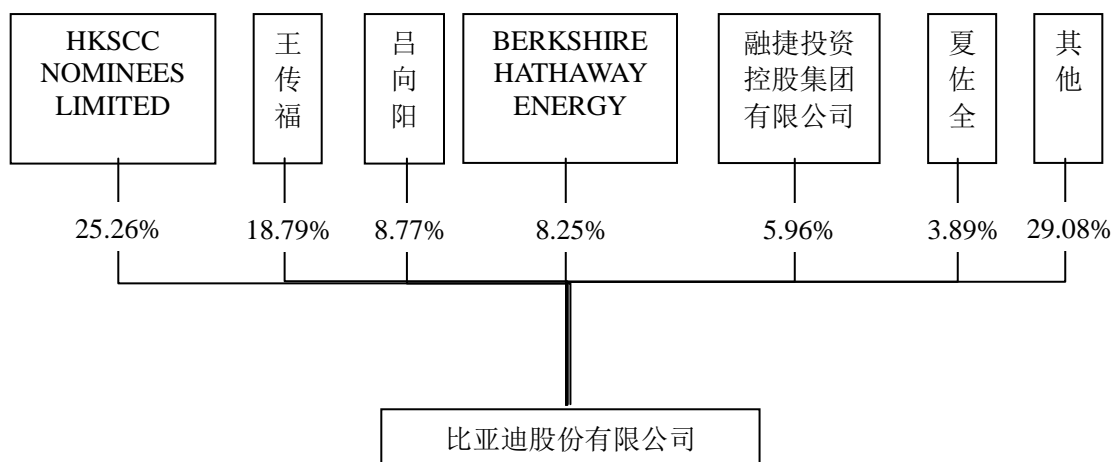 HKSCC
NOMINEES
LIMITED
王
传
福
吕
向
阳
BERKSHIRE
HATHAWAY
ENERGY
融捷投资
控股集团
有限公司
夏
佐
全
其
他
25.26%
18.79%
8.77%
8.25%
5.96%
3.89%
29.08%
比亚迪股份有限公司